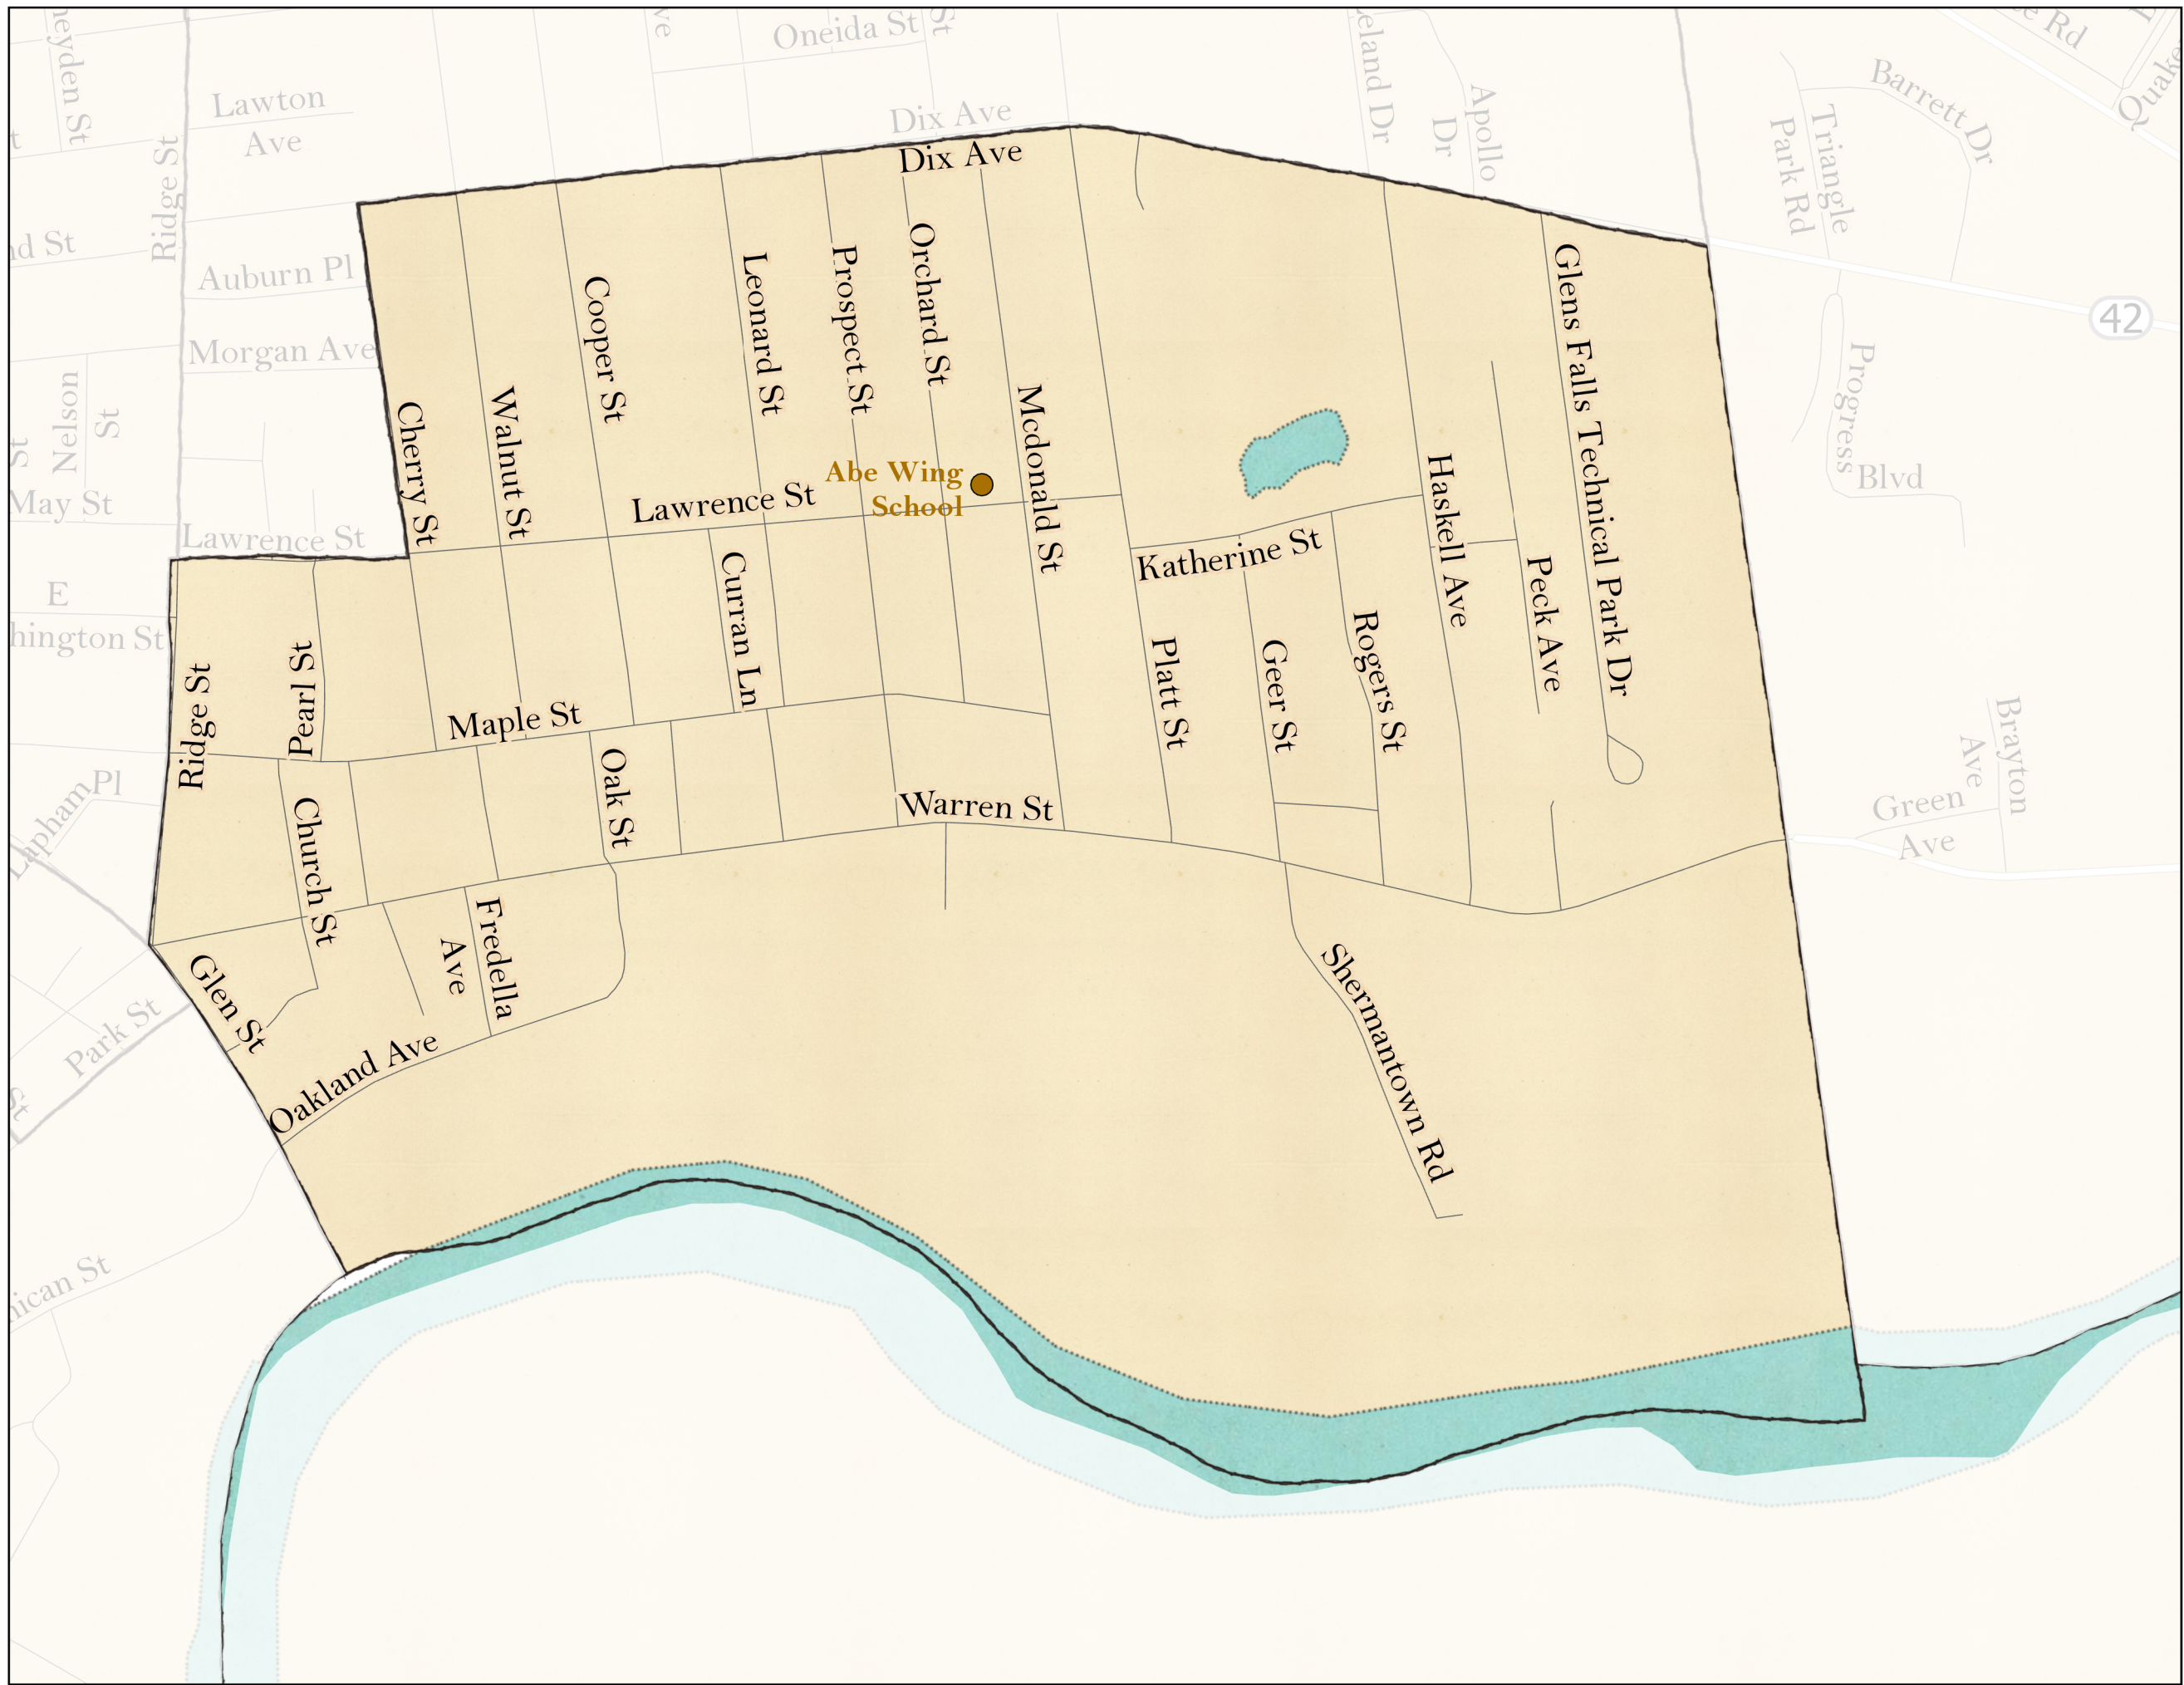 Oneida St
Lawton
Ave
Dix Ave
Dix Ave
Apollo
Dr
Barrett Dr
Triangle
Park Rd
Ridge St
Auburn Pl
42
Morgan Ave
Nelson
St
May St
Lawrence St
Cherry St
Walnut St
Cooper St
Leonard St
Prospect St
Orchard St
Mcdonald St
Abe Wing
School
Lawrence St
Katherine St
Haskell Ave
Glens Falls Technical Park Dr
Progress
Blvd
E
Curran Ln
Platt St
Geer St
Rogers St
Peck Ave
Ridge St
Pearl St
Maple St
Oak St
Warren St
Lapham Pl
Church St
Fredella
Ave
Glen St
Park St
Oakland Ave
Shermantown Rd
Brayton
Ave
Green
Ave
St